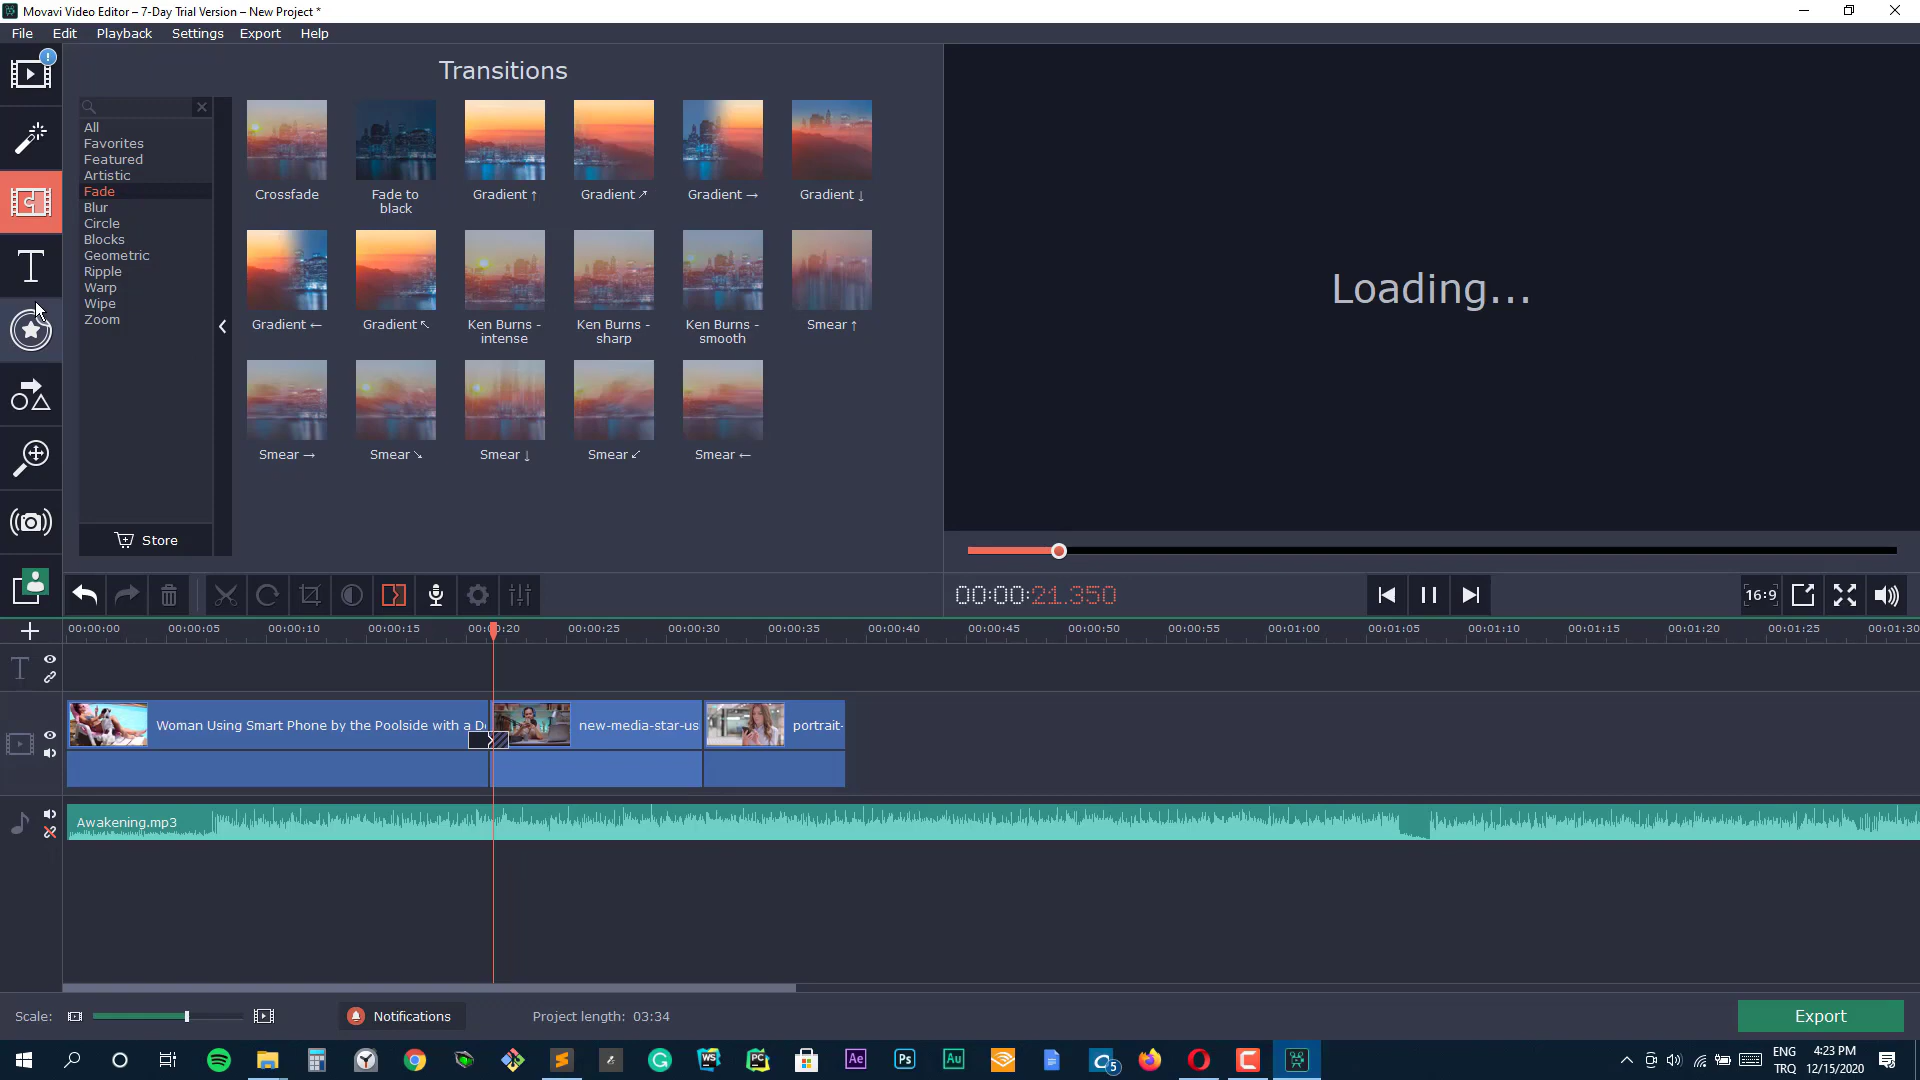 Movavi Video Editor – 7-Day Trial Version – New Project *
File Edit Playback Settings Export Help
Transitions
All
Favorites
Featured
Artistic
Fade
Blur
Circle
Blocks
Geometric
Ripple
Warp
Wipe
Zoom
Store
Crossfade
Fade to
black
Gradient ↑
Gradient ↗
Gradient →
Gradient ↓
Gradient ←
Gradient ↖
Ken Burns -
intense
Ken Burns -
sharp
Ken Burns -
smooth
Smear ↑
Smear →
Smear ↘
Smear ↓
Smear ↙
Smear ←
Loading...
00:00:21.350
16:9
00:00:00 00:00:05 00:00:10 00:00:15 00:00:20 00:00:25 00:00:30 00:00:35 00:00:40 00:00:45 00:00:50 00:00:55 00:01:00 00:01:05 00:01:10 00:01:15 00:01:20 00:01:25 00:01:30
Woman Using Smart Phone by the Poolside with a D
new-media-star-us
portrait-
Awakening.mp3
Scale:
Notifications
Project length: 03:34
Export
WS
PC
Ae
Ps
Au
5
ENG
TRQ
4:23 PM
12/15/2020